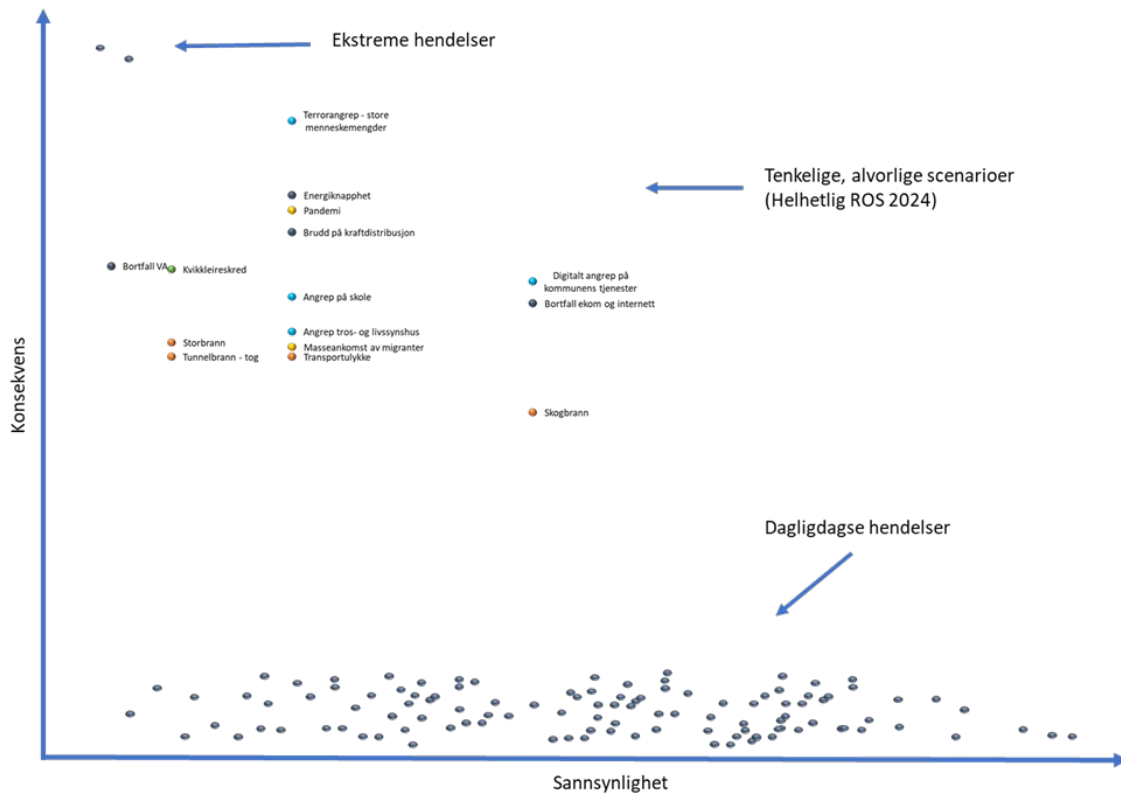 Ekstreme hendelser
Terrorangrep - store
menneskemengder
Tenkelige, alvorlige scenarioer
(Helhetlig ROS 2024)
Energiknapphet
Pandemi
Brudd på kraftdistribusjon
Bortfall VA
Kvikkleireskred
Digitalt angrep på
kommunens tjenester
Angrep på skole
Bortfall ekom og internett
Angrep tros- og livssynshus
Storbrann
Masseankomst av migranter
Tunnelbrann - tog
Transportulykke
Skogbrann
Konsekvens
Dagligdagse hendelser
Sannsynlighet